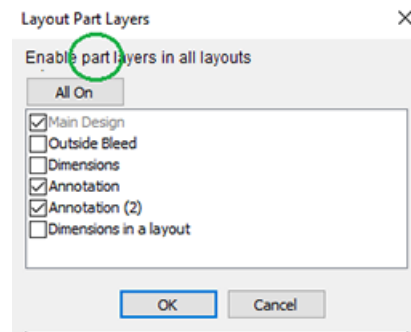 Layout Part Layers
Enable part layers in all layouts
All On
Main Design
Outside Bleed
Dimensions
Annotation
Annotation (2)
Dimensions in a layout
OK Cancel